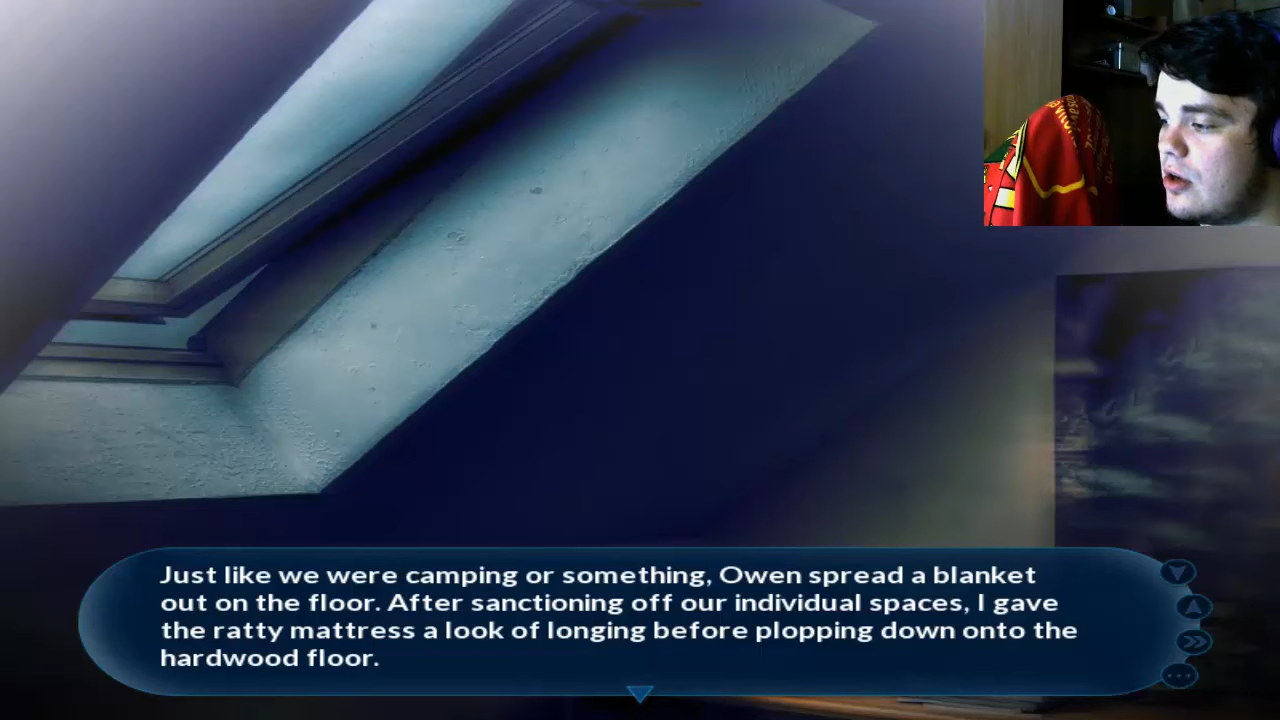 Just like we were camping or something, Owen spread a blanket
out on the floor. After sanctioning off our individual spaces, I gave
the ratty mattress a look of longing before plopping down onto the
hardwood floor.